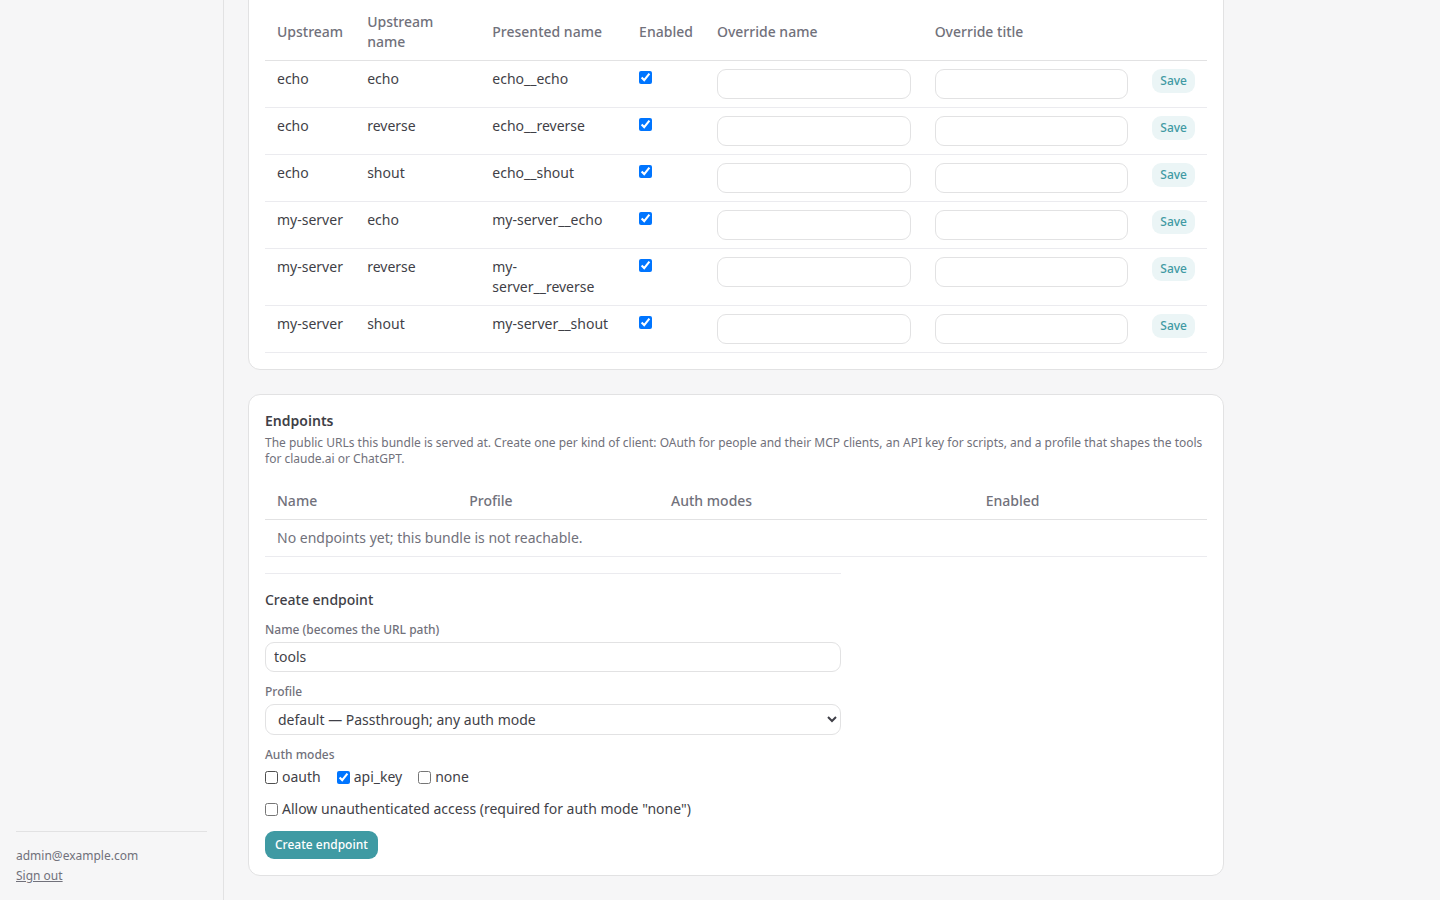 Upstream Upstream name Presented name Enabled Override name Override title
echo echo echo__echo Save
echo reverse echo__reverse Save
echo shout echo__shout Save
my-server echo my-server__echo Save
my-server reverse my-server__reverse Save
my-server shout my-server__shout Save
Endpoints
The public URLs this bundle is served at. Create one per kind of client: OAuth for people and their MCP clients, an API key for scripts, and a profile that shapes the tools
for claude.ai or ChatGPT.
Name Profile Auth modes Enabled
No endpoints yet; this bundle is not reachable.
Create endpoint
Name (becomes the URL path)
tools
Profile
default — Passthrough; any auth mode
Auth modes
oauth api_key none
Allow unauthenticated access (required for auth mode "none")
Create endpoint
admin@example.com
Sign out